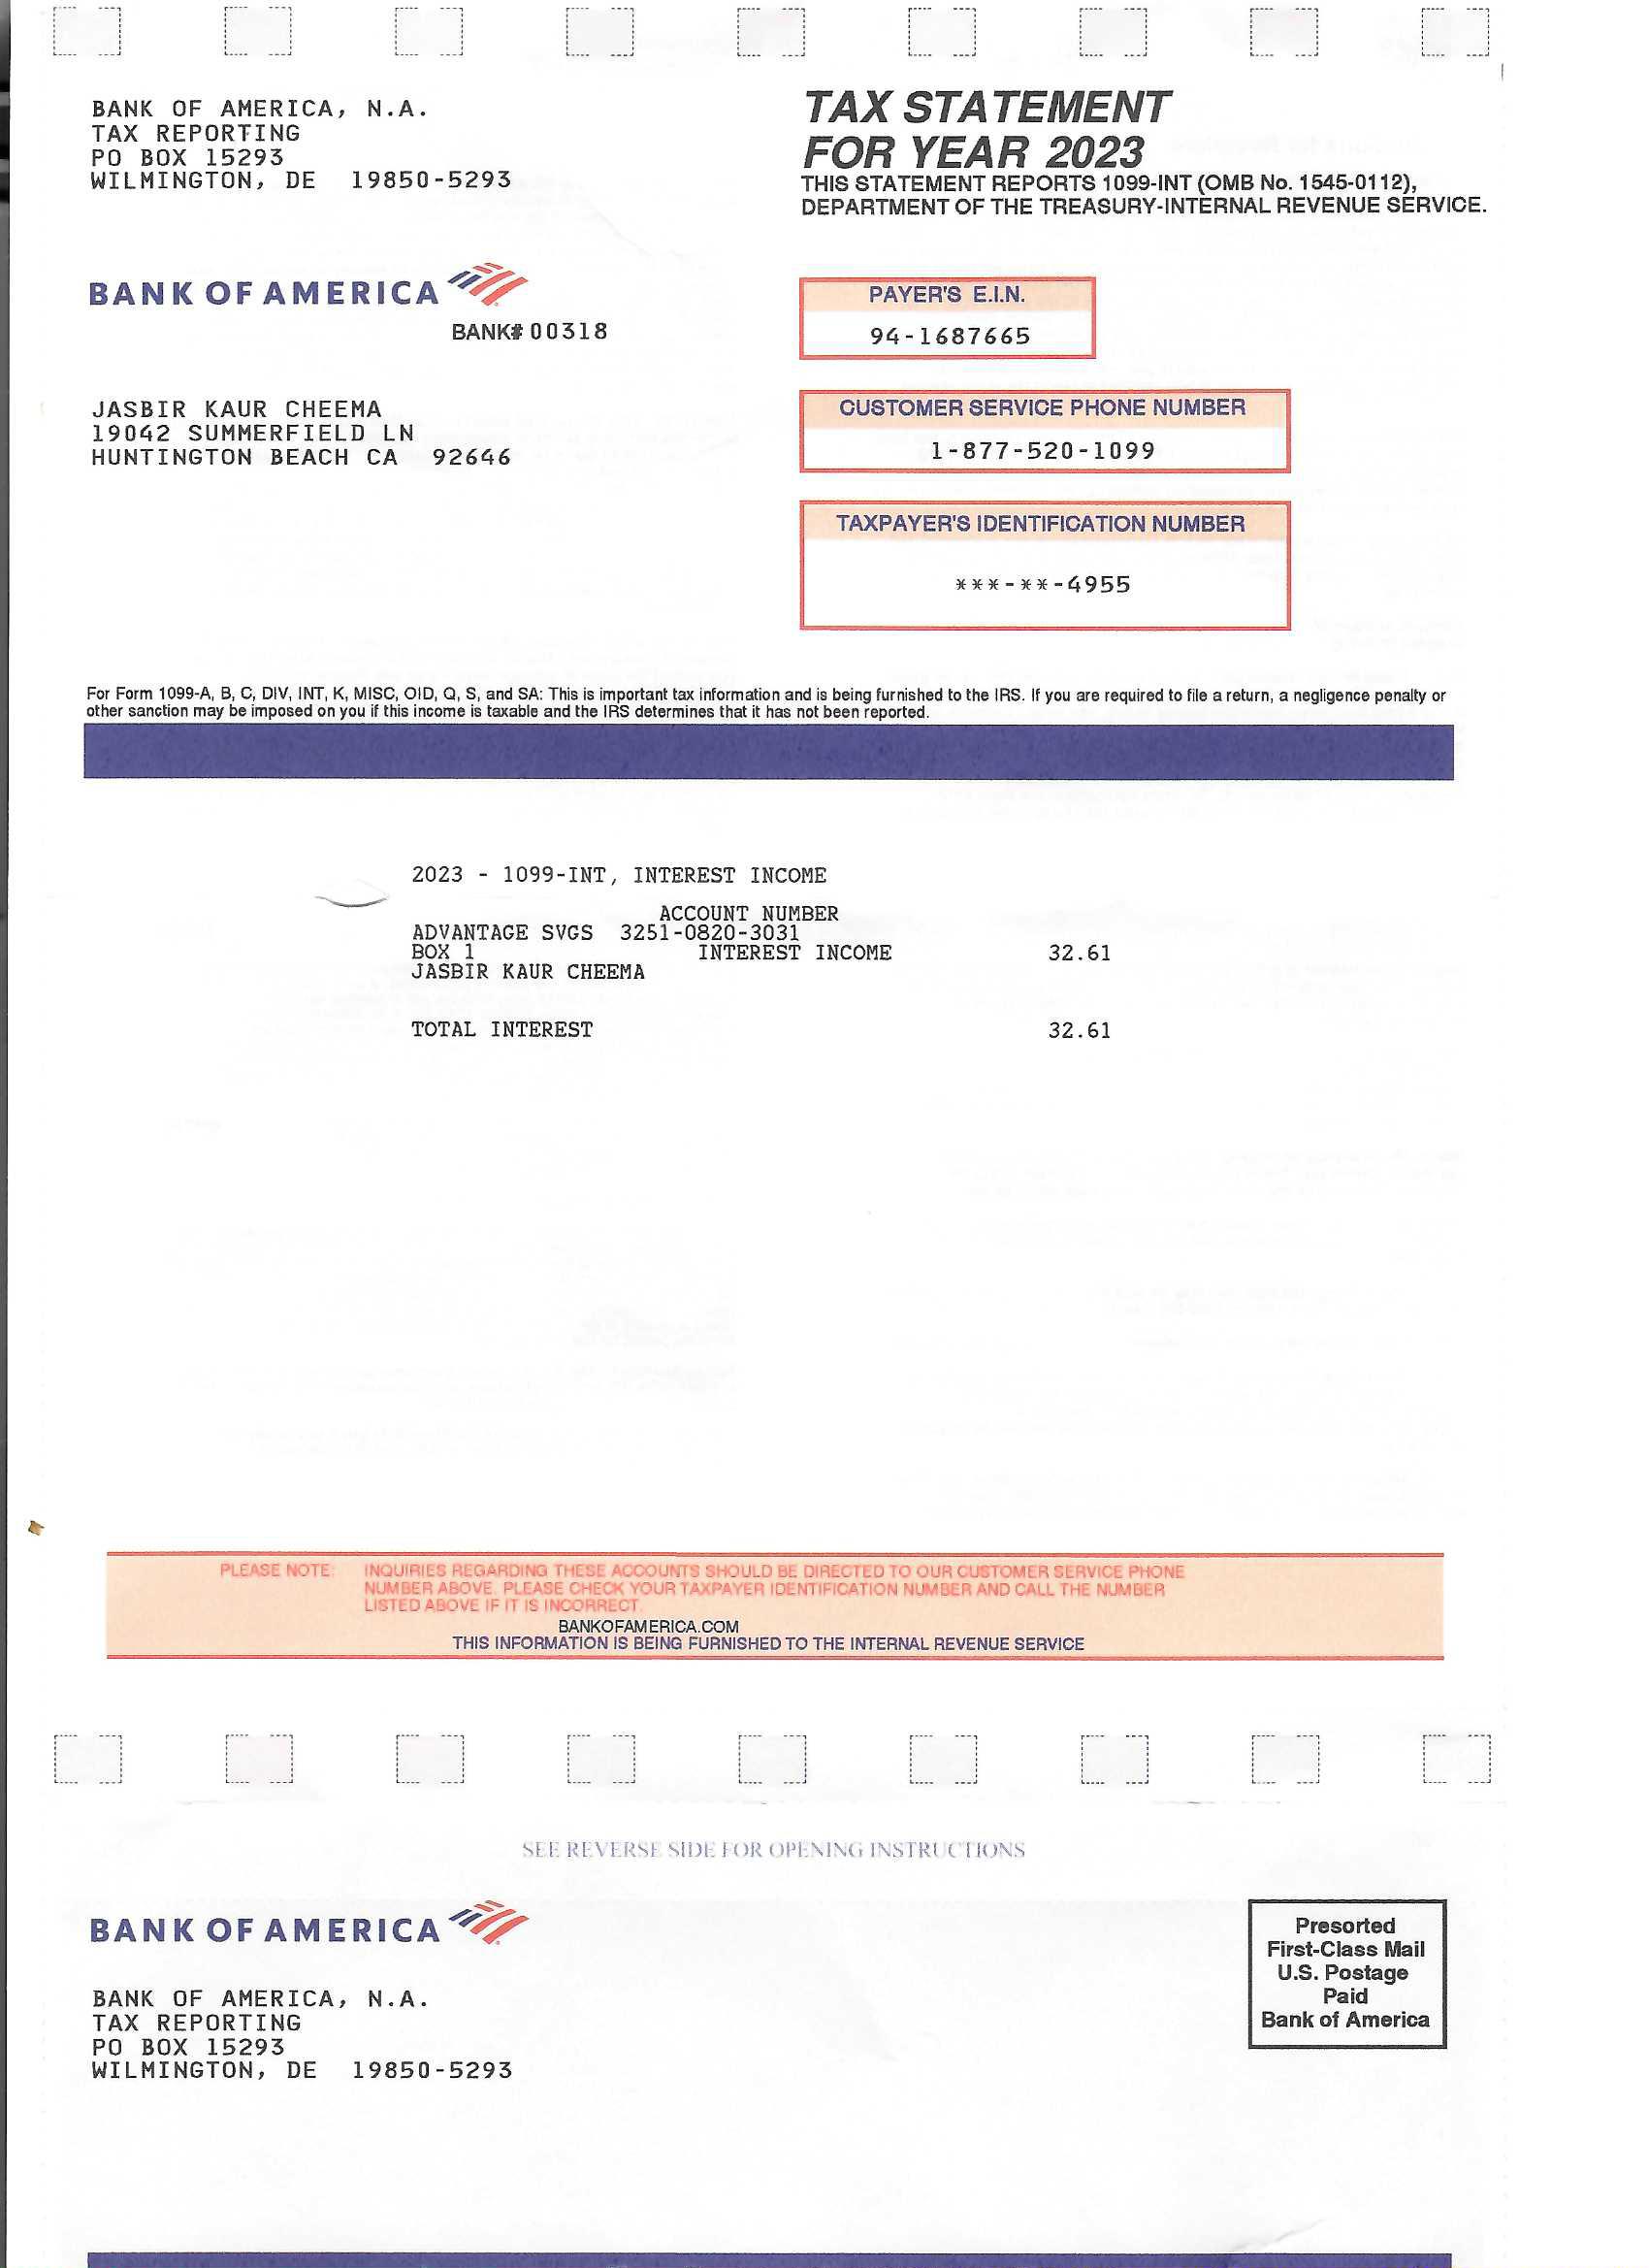 BANK OF AMERICA, N.A.
TAX REPORTING
PO BOX 15293
WILMINGTON, DE 19850-5293
TAX STATEMENT
FOR YEAR 2023
THIS STATEMENT REPORTS 1099-INT (OMB No. 1545-0112),
DEPARTMENT OF THE TREASURY-INTERNAL REVENUE SERVICE.
BANK OF AMERICA
BANK# 00318
PAYER'S E.I.N.
94-1687665
JASBIR KAUR CHEEMA
19042 SUMMERFIELD LN
HUNTINGTON BEACH CA 92646
CUSTOMER SERVICE PHONE NUMBER
1-877-520-1099
TAXPAYER'S IDENTIFICATION NUMBER
***-**-4955
For Form 1099-A, B, C, DIV, INT, K, MISC, OID, Q, S, and SA: This is important tax information and is being furnished to the IRS. If you are required to file a return, a negligence penalty or
other sanction may be imposed on you if this income is taxable and the IRS determines that it has not been reported.
2023 - 1099-INT, INTEREST INCOME
ACCOUNT NUMBER
ADVANTAGE SVGS 3251-0820-3031
BOX 1 INTEREST INCOME 32.61
JASBIR KAUR CHEEMA
TOTAL INTEREST 32.61
PLEASE NOTE: INQUIRIES REGARDING THESE ACCOUNTS SHOULD BE DIRECTED TO OUR CUSTOMER SERVICE PHONE
NUMBER ABOVE. PLEASE CHECK YOUR TAXPAYER IDENTIFICATION NUMBER AND CALL THE NUMBER
LISTED ABOVE IF IT IS INCORRECT.
BANKOFAMERICA.COM
THIS INFORMATION IS BEING FURNISHED TO THE INTERNAL REVENUE SERVICE
SEE REVERSE SIDE FOR OPENING INSTRUCTIONS
BANK OF AMERICA
BANK OF AMERICA, N.A.
TAX REPORTING
PO BOX 15293
WILMINGTON, DE 19850-5293
Presorted
First-Class Mail
U.S. Postage
Paid
Bank of America